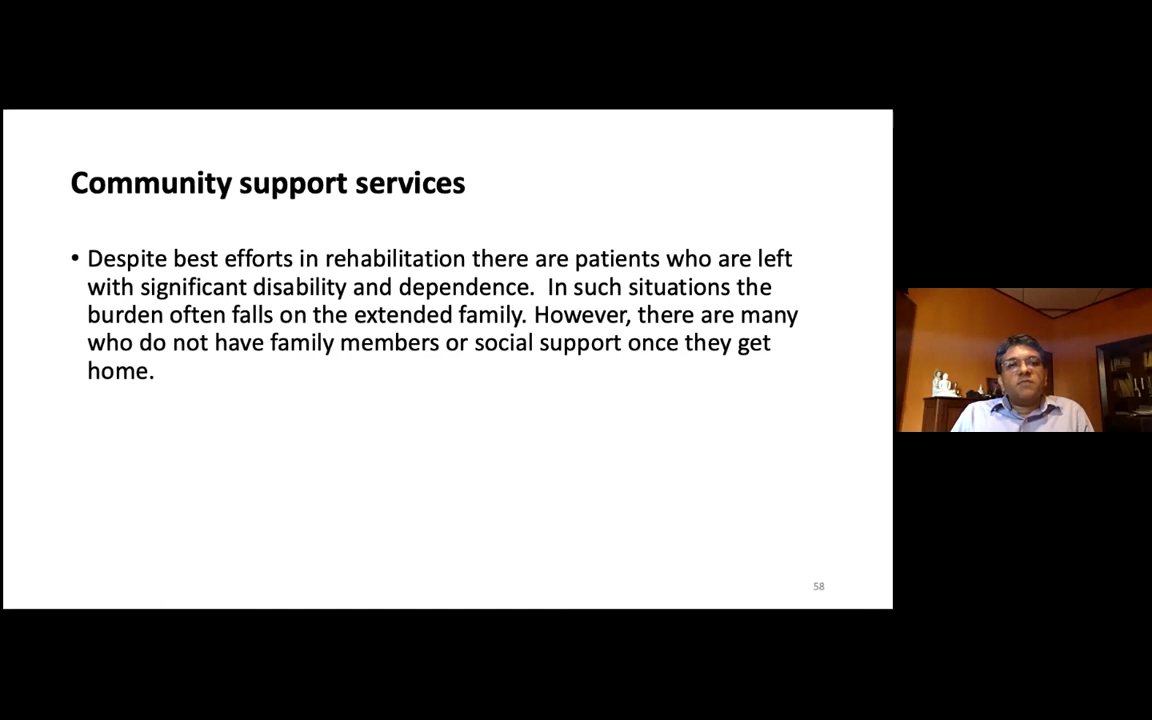 Community support services
• Despite best efforts in rehabilitation there are patients who are left
with significant disability and dependence.  In such situations the
burden often falls on the extended family. However, there are many
who do not have family members or social support once they get
home.
58